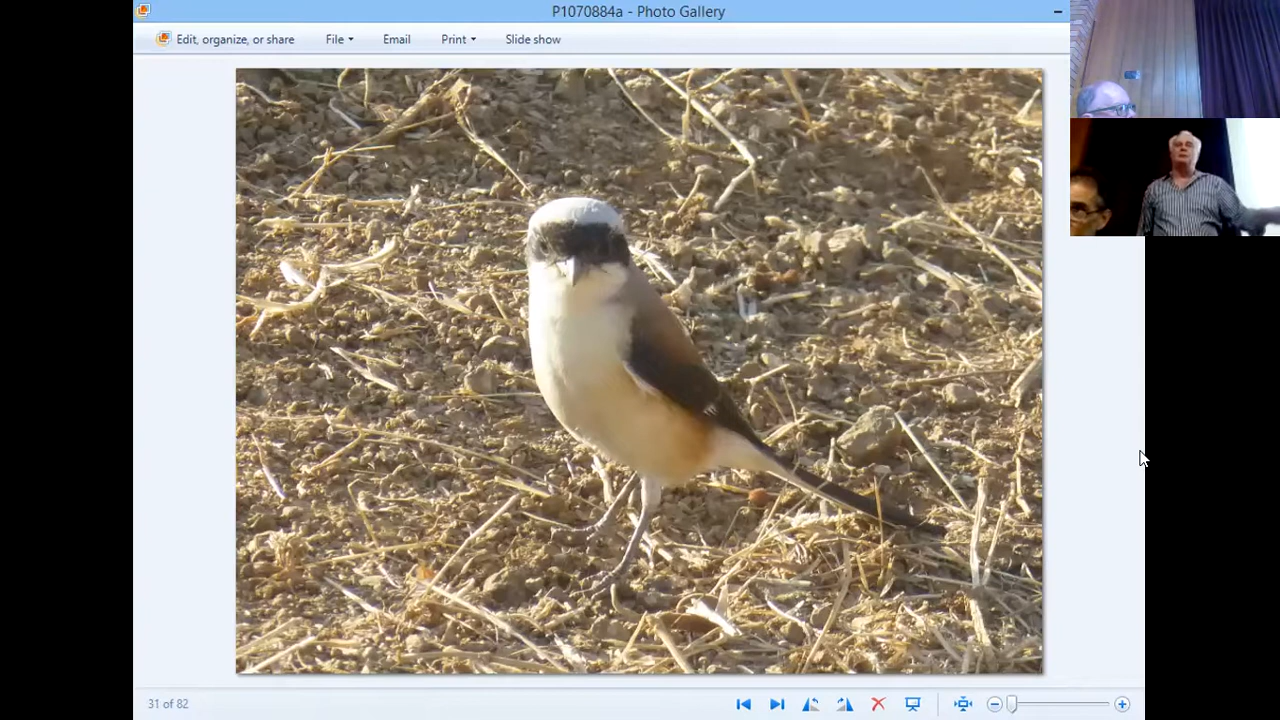 P1070884a - Photo Gallery
Edit, organize, or share File Email Print Slide show
31 of 82